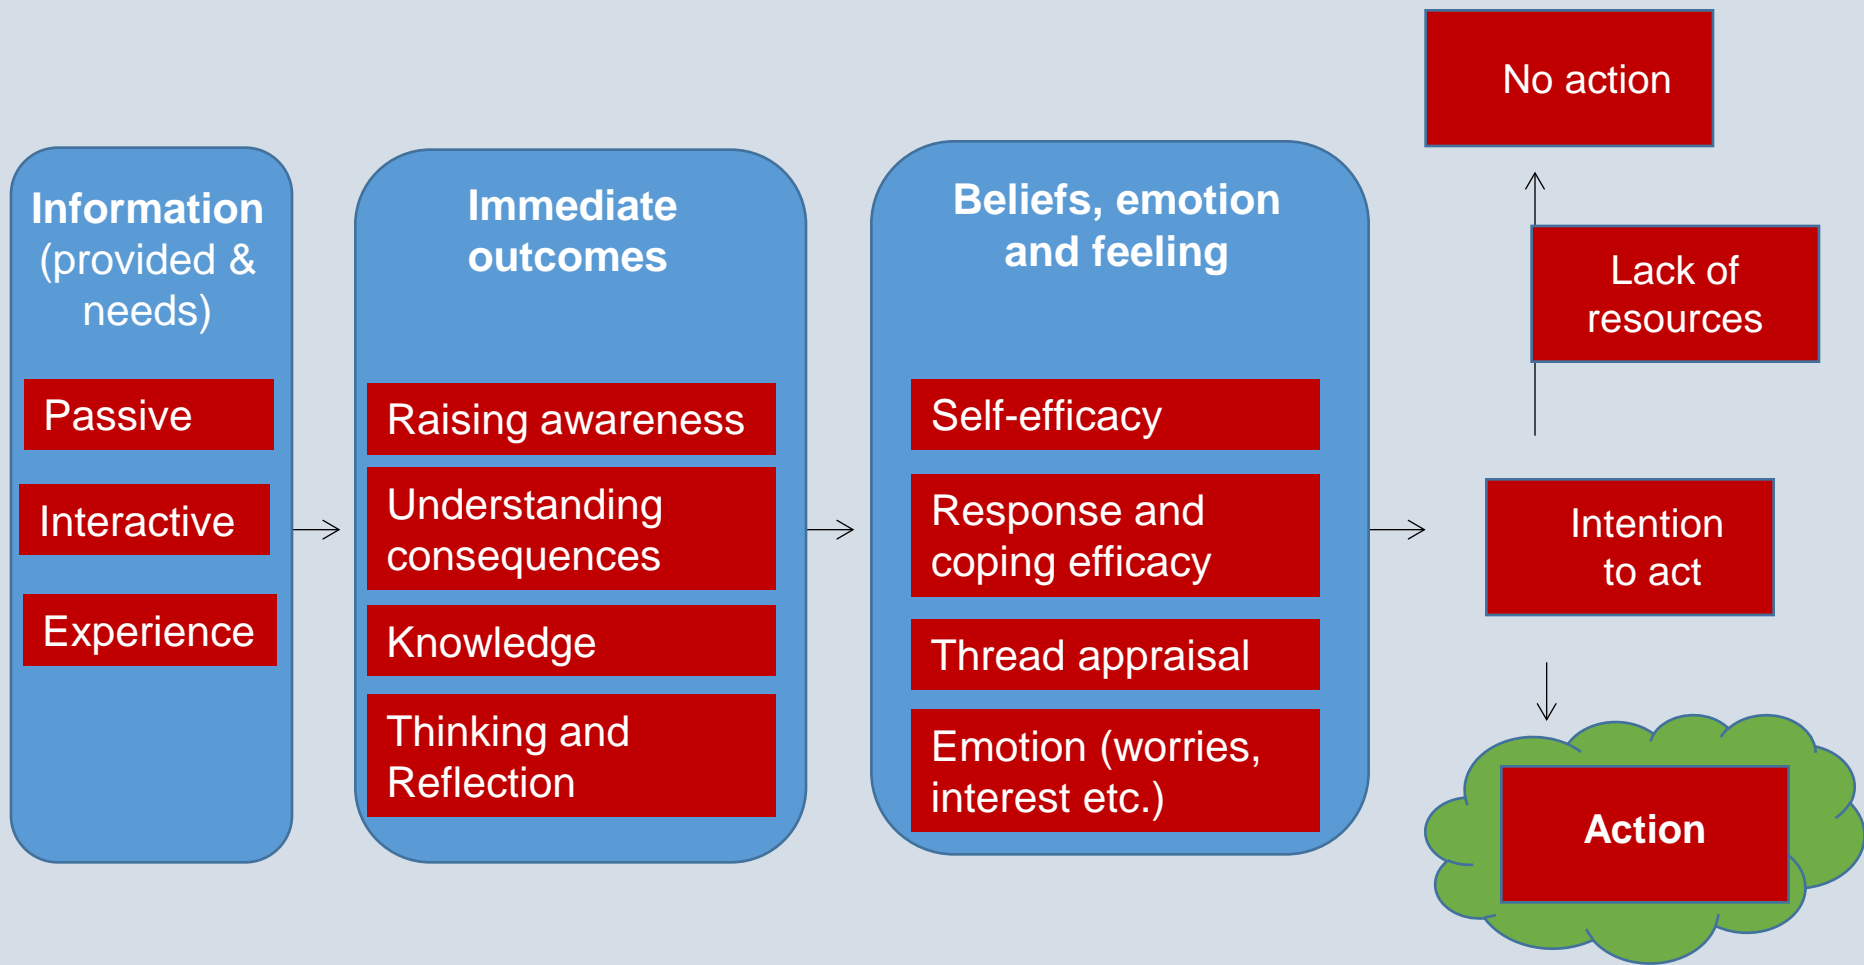 Information
(provided &
needs)
Passive
Interactive
Experience
Immediate
outcomes
Raising awareness
Understanding
consequences
Knowledge
Thinking and
Reflection
Beliefs, emotion
and feeling
Self-efficacy
Response and
coping efficacy
Thread appraisal
Emotion (worries,
interest etc.)
No action
Lack of
resources
Intention
to act
Action